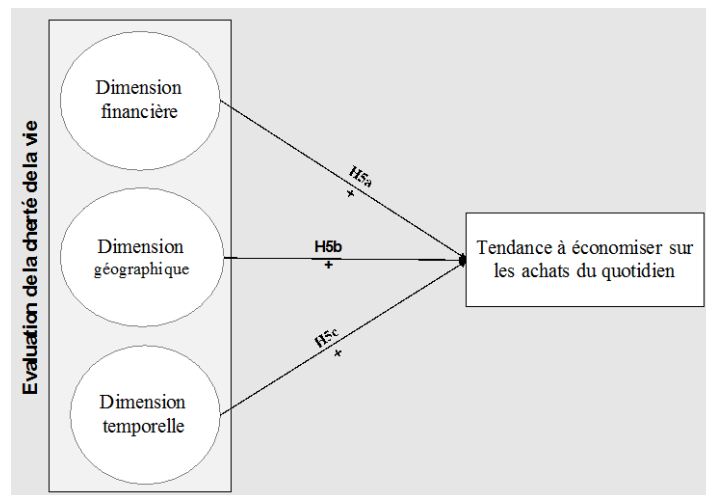 Evaluation de la cherté de la vie
Dimension
financière
H5a
+
Dimension
géographique
H5b
+
Tendance à économiser sur
les achats du quotidien
H5c
+
Dimension
temporelle